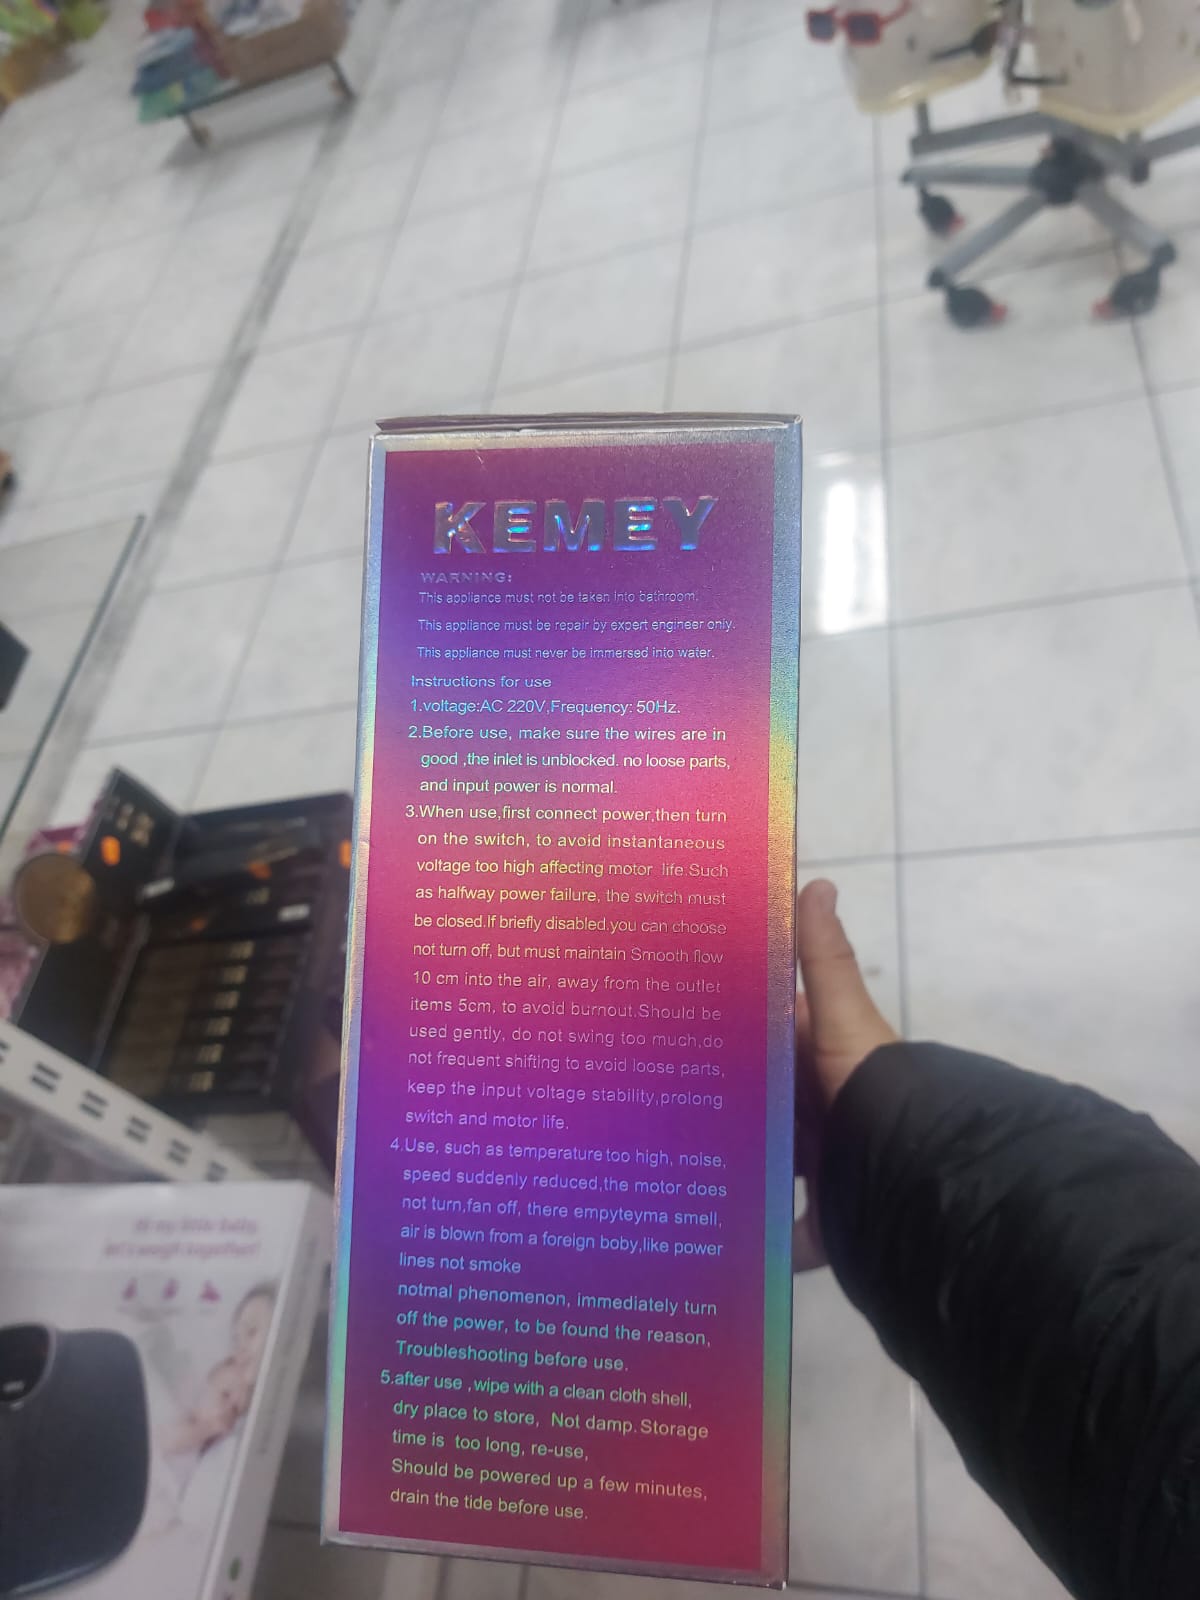 KEMEY
WARNING:
This appliance must not be taken into bathroom.
This appliance must be repair by expert engineer only.
This appliance must never be immersed into water.
Instructions for use
1.voltage:AC 220V,Frequency: 50Hz.
2.Before use, make sure the wires are in
good ,the inlet is unblocked. no loose parts,
and input power is normal.
3.When use,first connect power,then turn
on the switch, to avoid instantaneous
voltage too high affecting motor life.Such
as halfway power failure, the switch must
be closed.If briefly disabled.you can choose
not turn off, but must maintain Smooth flow
10 cm into the air, away from the outlet
items 5cm, to avoid burnout.Should be
used gently, do not swing too much,do
not frequent shifting to avoid loose parts,
keep the input voltage stability,prolong
switch and motor life.
4.Use, such as temperature too high, noise,
speed suddenly reduced,the motor does
not turn,fan off, there empyteyma smell,
air is blown from a foreign boby,like power
lines not smoke
notmal phenomenon, immediately turn
off the power, to be found the reason,
Troubleshooting before use.
5.after use ,wipe with a clean cloth shell,
dry place to store, Not damp.Storage
time is too long, re-use,
Should be powered up a few minutes,
drain the tide before use.